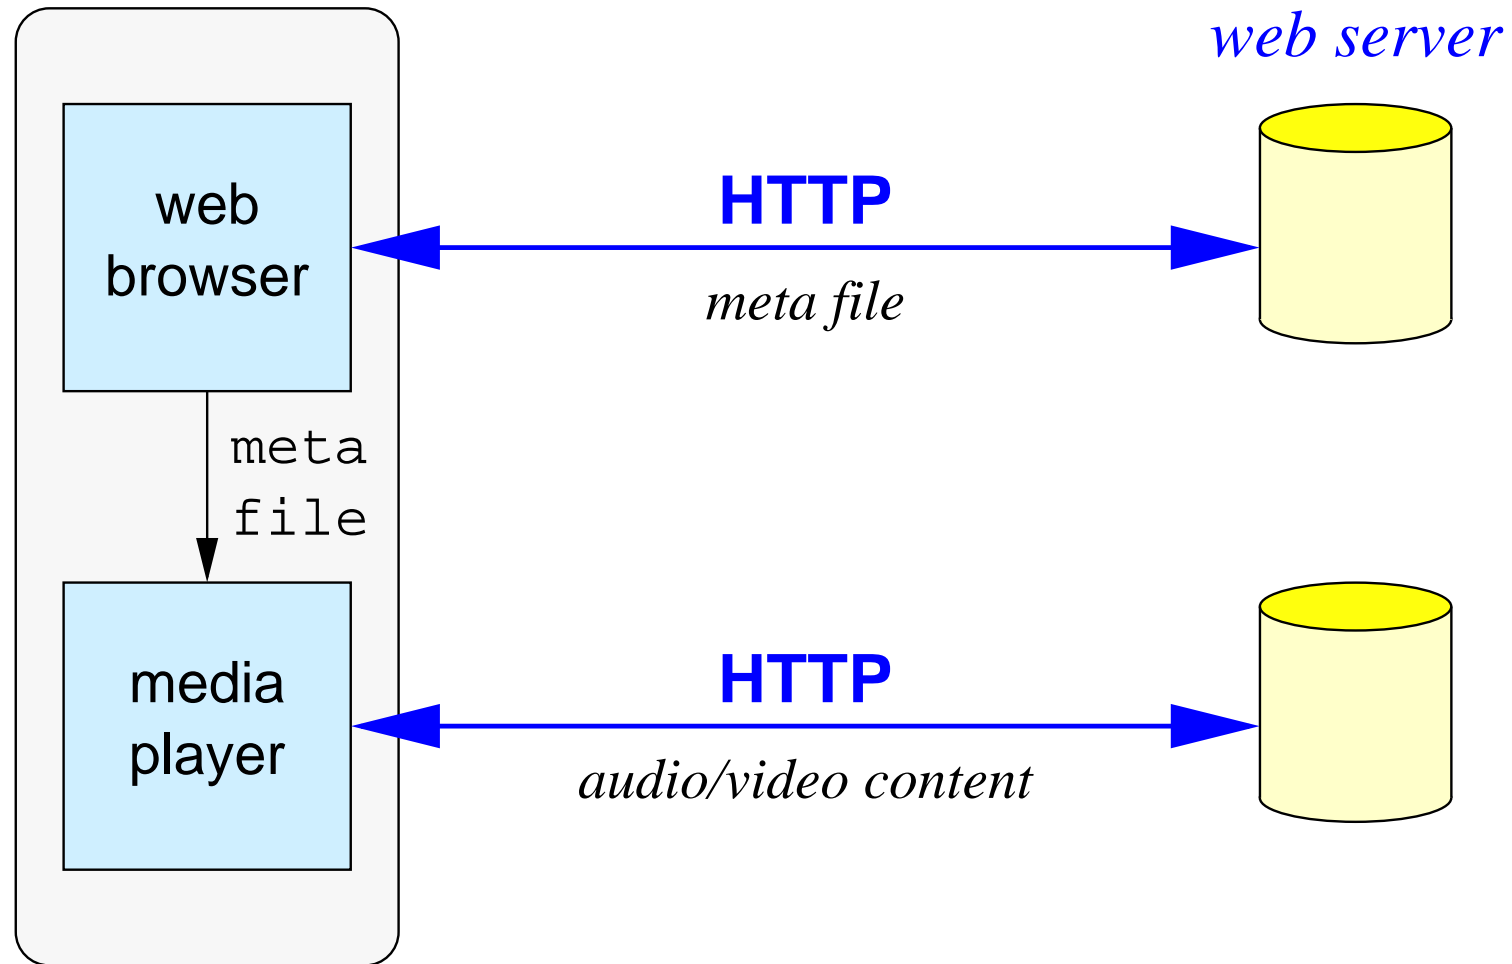 web server
web
browser
HTTP
meta file
meta
file
media
player
HTTP
audio/video content